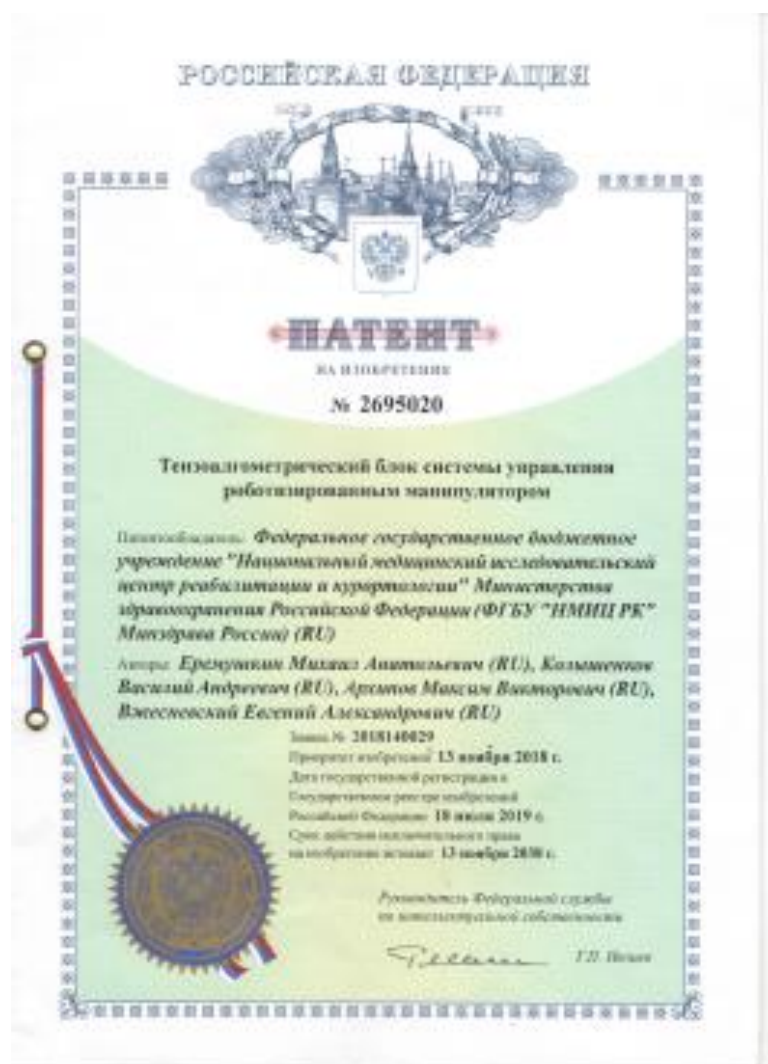 РОССИЙСКАЯ ФЕДЕРАЦИЯ
ПАТЕНТ
НА ИЗОБРЕТЕНИЕ
№ 2695020
Тензоалгометрический блок системы управления
роботизированным манипулятором
Патентообладатель: Федеральное государственное бюджетное
учреждение "Национальный медицинский исследовательский
центр реабилитации и курортологии" Министерства
здравоохранения Российской Федерации (ФГБУ "НМИЦ РК"
Минздрава России) (RU)
Авторы: Еремушкин Михаил Анатольевич (RU), Колышенков
Василий Андреевич (RU), Архипов Максим Викторович (RU),
Вжесневский Евгений Александрович (RU)
Заявка № 2018140029
Приоритет изобретения 13 ноября 2018 г.
Дата государственной регистрации в
Государственном реестре изобретений
Российской Федерации 18 июля 2019 г.
Срок действия исключительного права
на изобретение истекает 13 ноября 2038 г.
Руководитель Федеральной службы
по интеллектуальной собственности
Г.П. Ивлиев